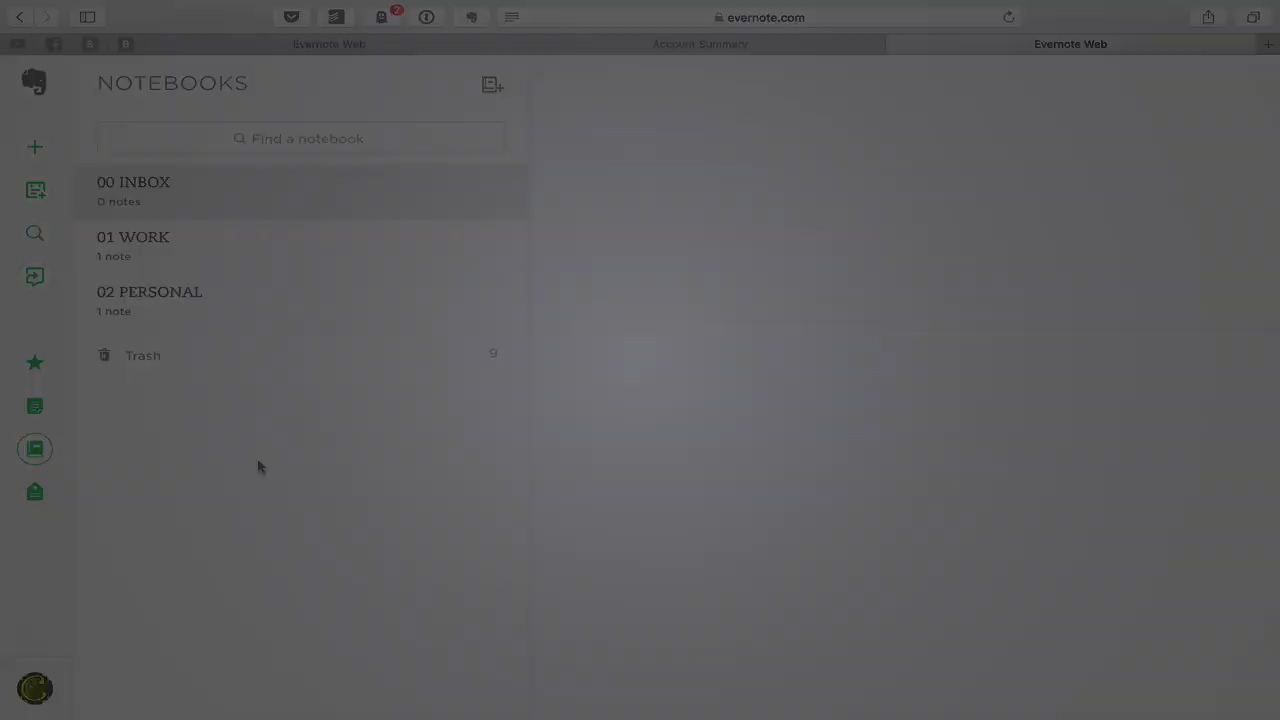 2
evernote.com
B
B
Evernote Web
Account Summary
Evernote Web
NOTEBOOKS
Find a notebook
00 INBOX
0 notes
01 WORK
1 note
02 PERSONAL
1 note
Trash
9